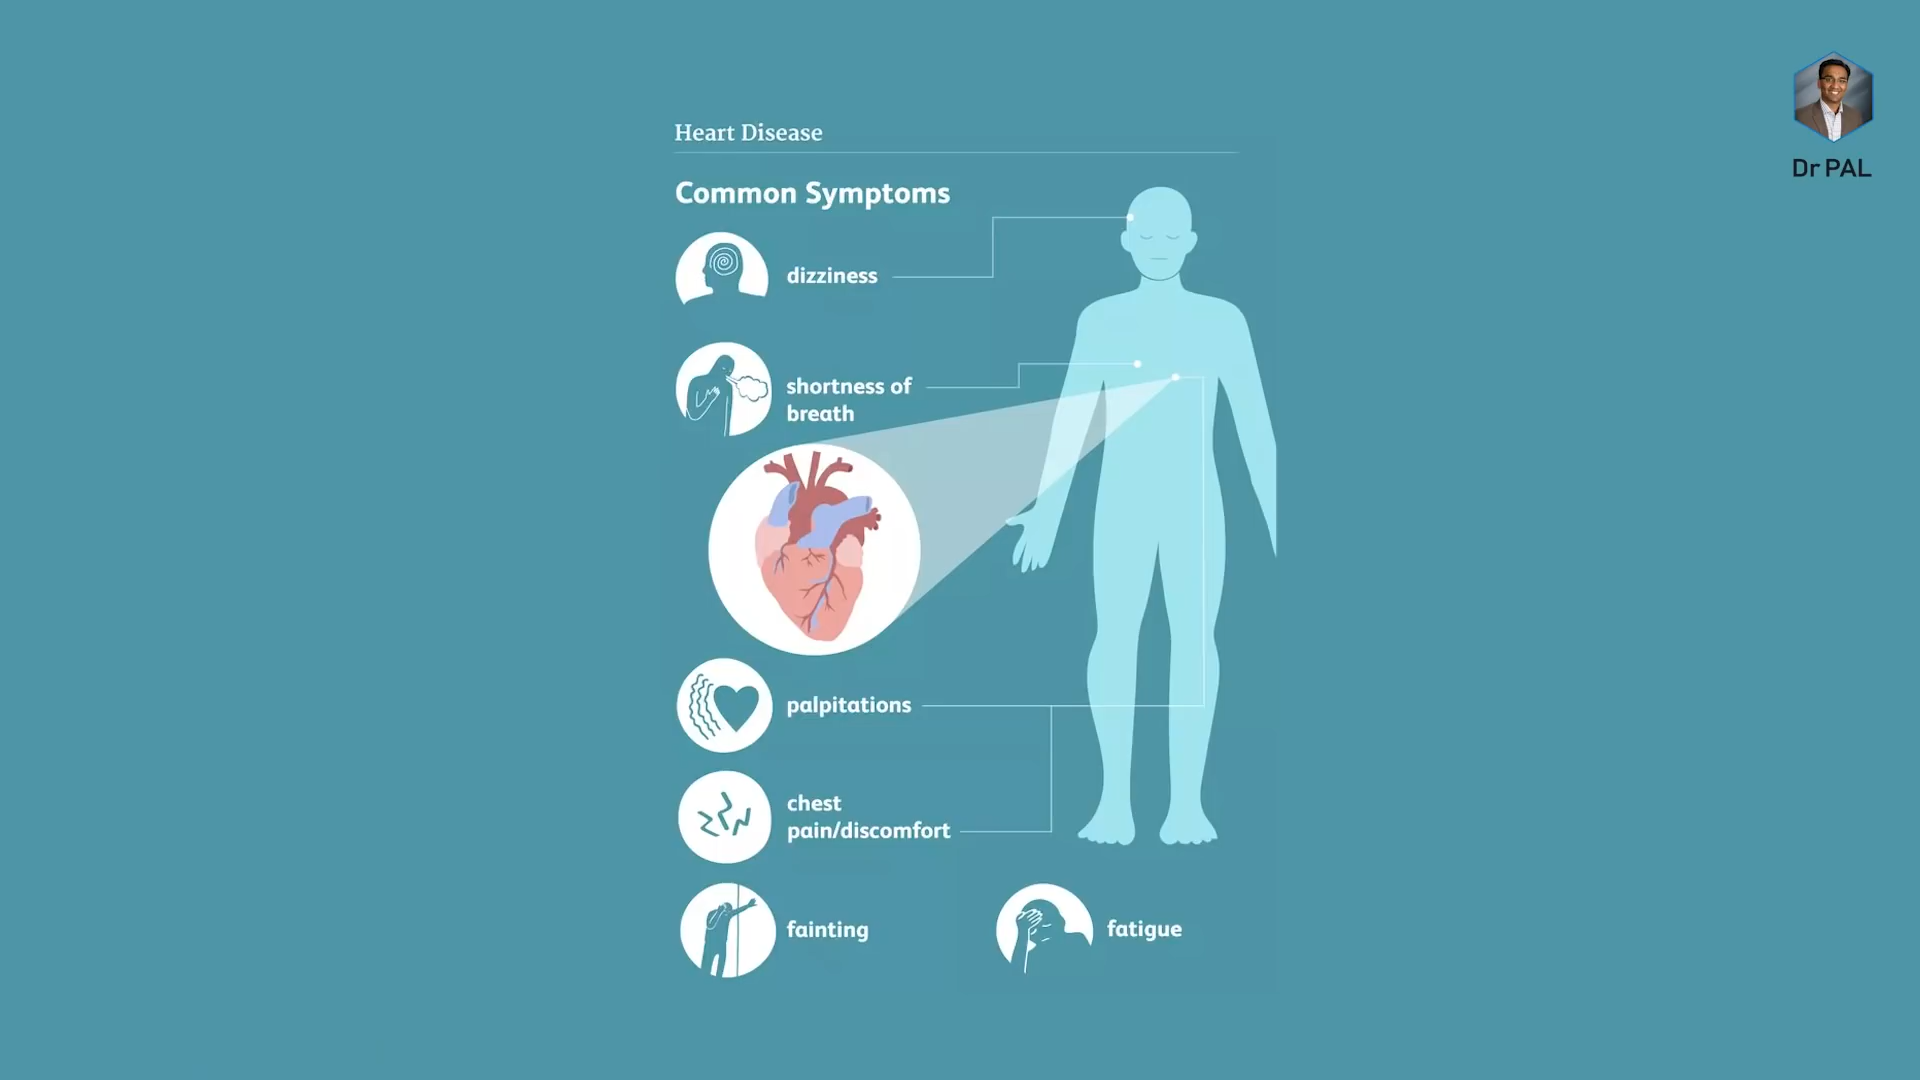 Dr PAL
Heart Disease
Common Symptoms
dizziness
shortness of
breath
palpitations
chest
pain/discomfort
fainting
fatigue